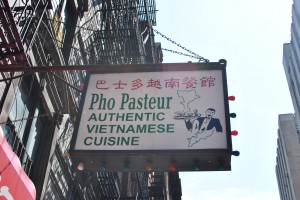 巴士多越南餐館
Pho Pasteur
AUTHENTIC
VIETNAMESE
CUISINE